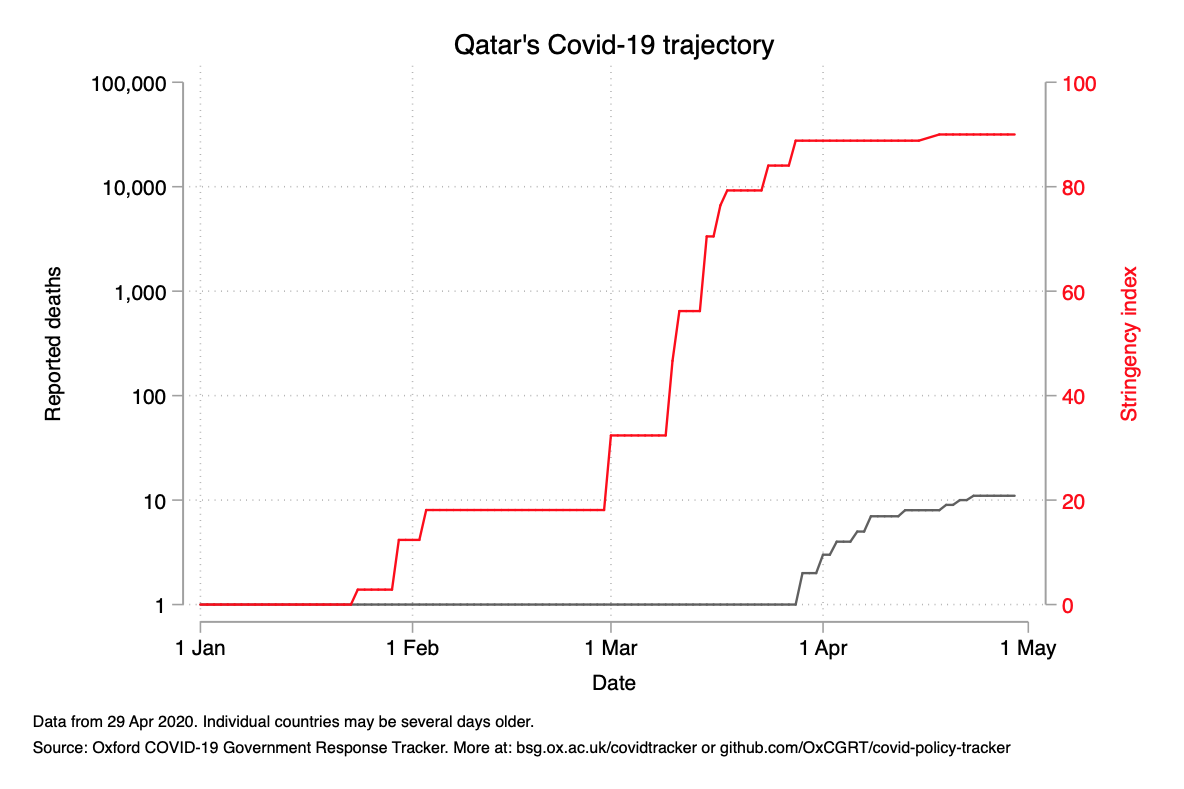 Qatar's Covid-19 trajectory
100,000
10,000
1,000
100
10
1
Reported deaths
100
80
60
40
20
0
Stringency index
1 Jan
1 Feb
1 Mar
1 Apr
1 May
Date
Data from 29 Apr 2020. Individual countries may be several days older.
Source: Oxford COVID-19 Government Response Tracker. More at: bsg.ox.ac.uk/covidtracker or github.com/OxCGRT/covid-policy-tracker